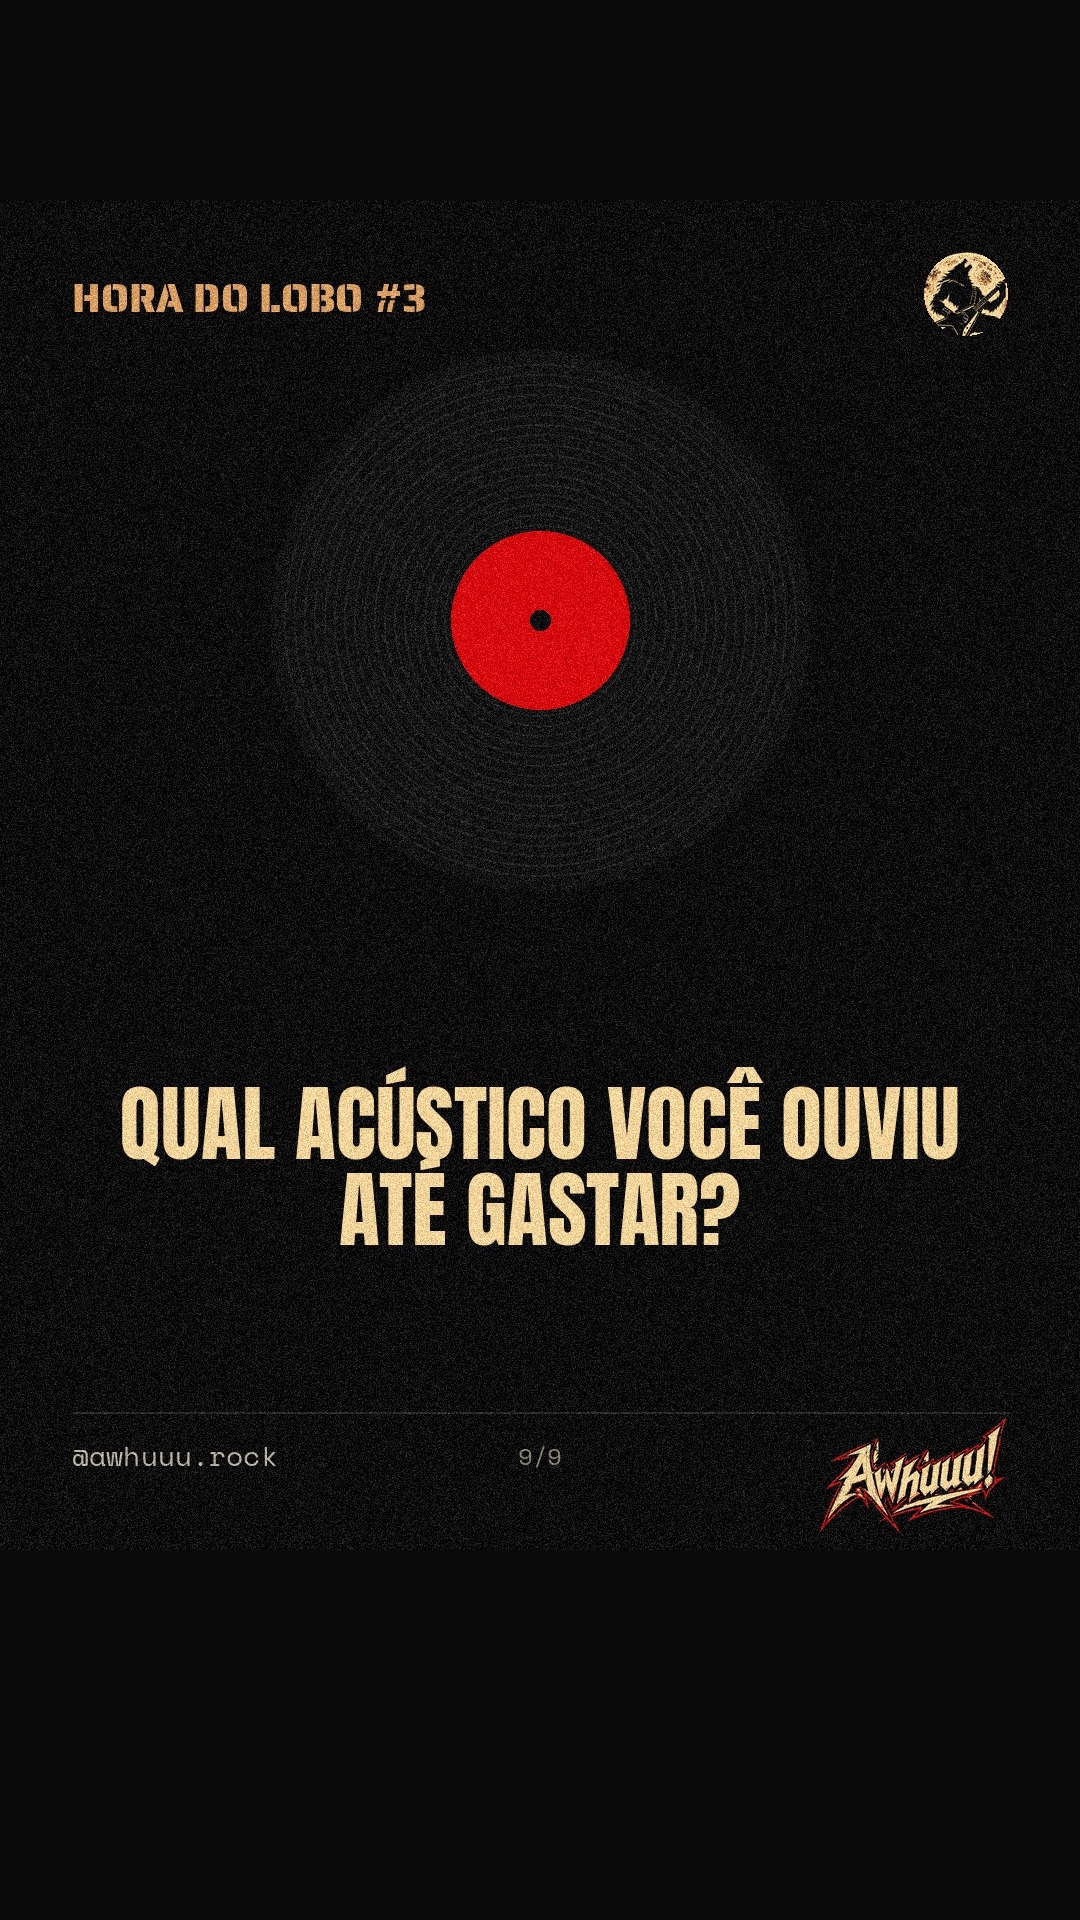 HORA DO LOBO #3
QUAL ACÚSTICO VOCÊ OUVIU
ATÉ GASTAR?
@awhuuu.rock
9/9
Awhuuu!